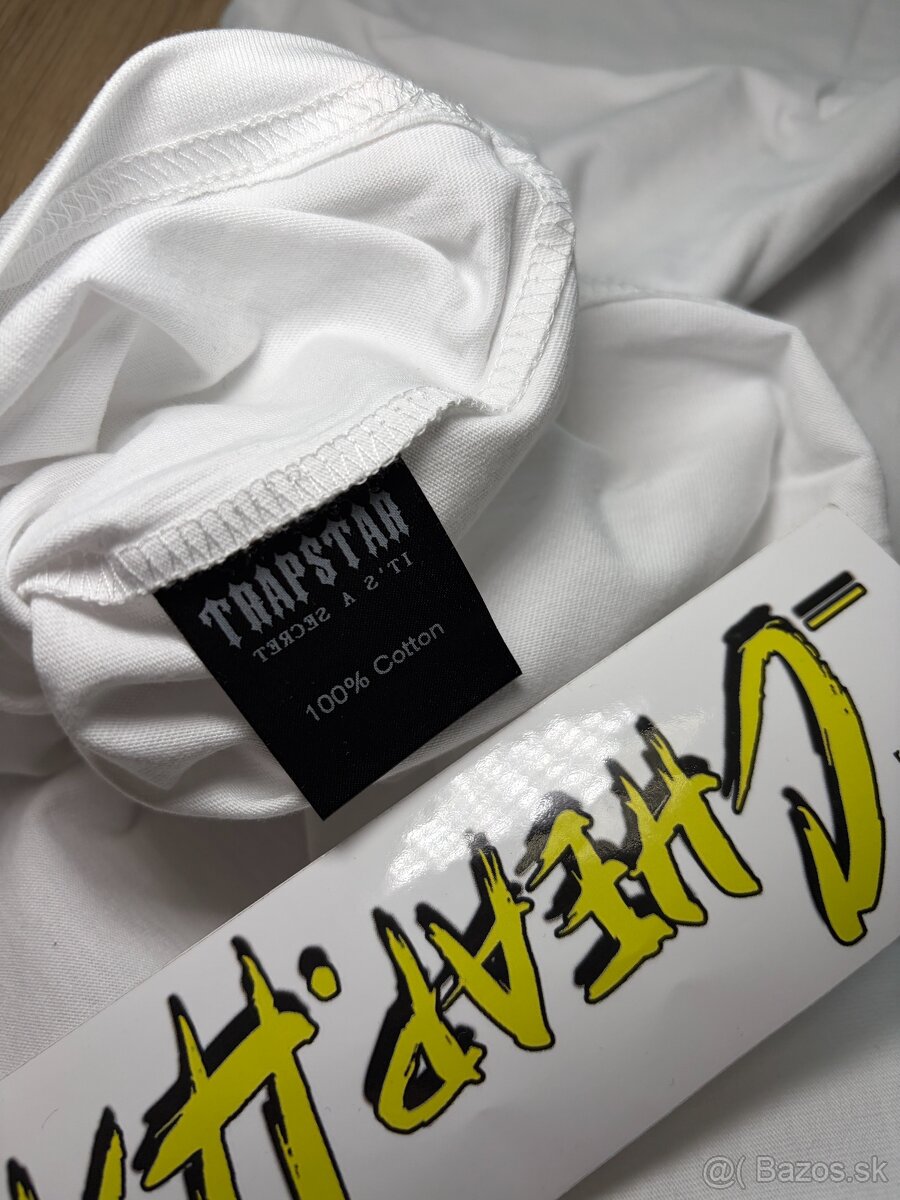 TRAPSTAR
IT'S A SECRET
100% Cotton
CHEAP.
@( Bazos.sk